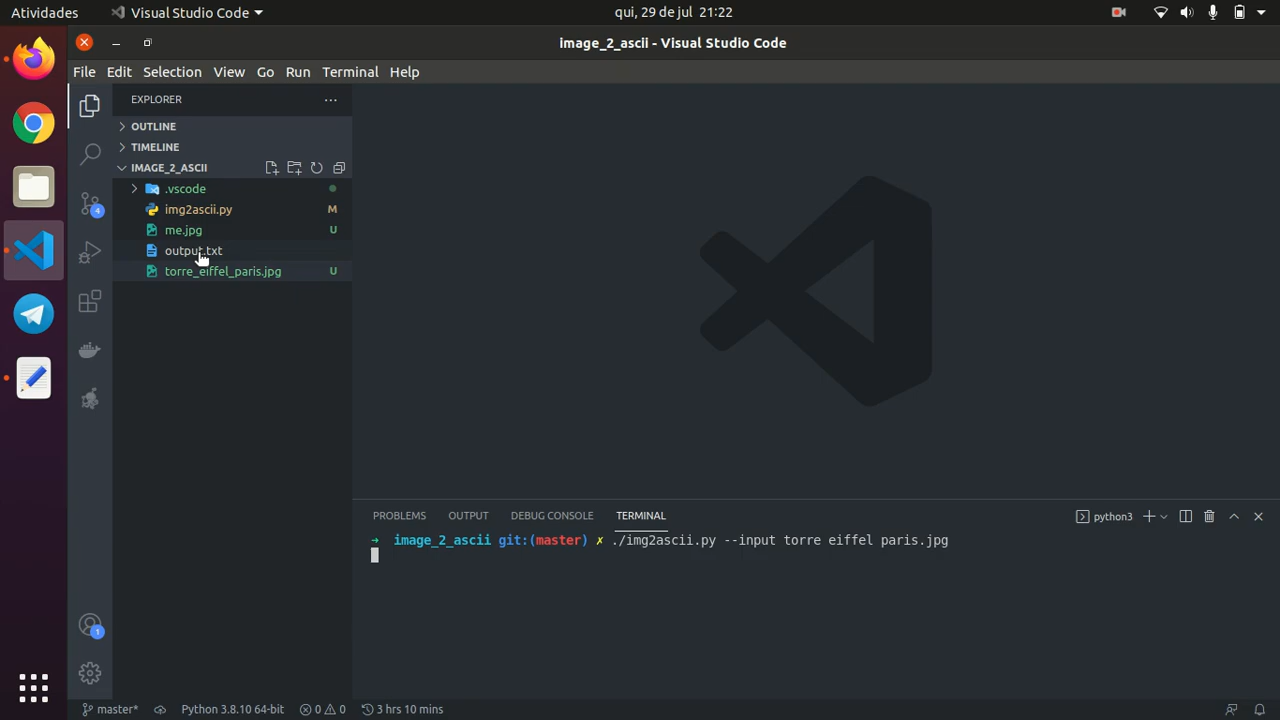 Atividades
Visual Studio Code
qui, 29 de jul 21:22
image_2_ascii - Visual Studio Code
File Edit Selection View Go Run Terminal Help
EXPLORER
OUTLINE
TIMELINE
IMAGE_2_ASCII
.vscode
img2ascii.py M
me.jpg U
output.txt
torre_eiffel_paris.jpg U
4
PROBLEMS OUTPUT DEBUG CONSOLE TERMINAL
python3
➜ image_2_ascii git:(master) ✗ ./img2ascii.py --input torre eiffel paris.jpg
1
master* Python 3.8.10 64-bit 0 0 3 hrs 10 mins